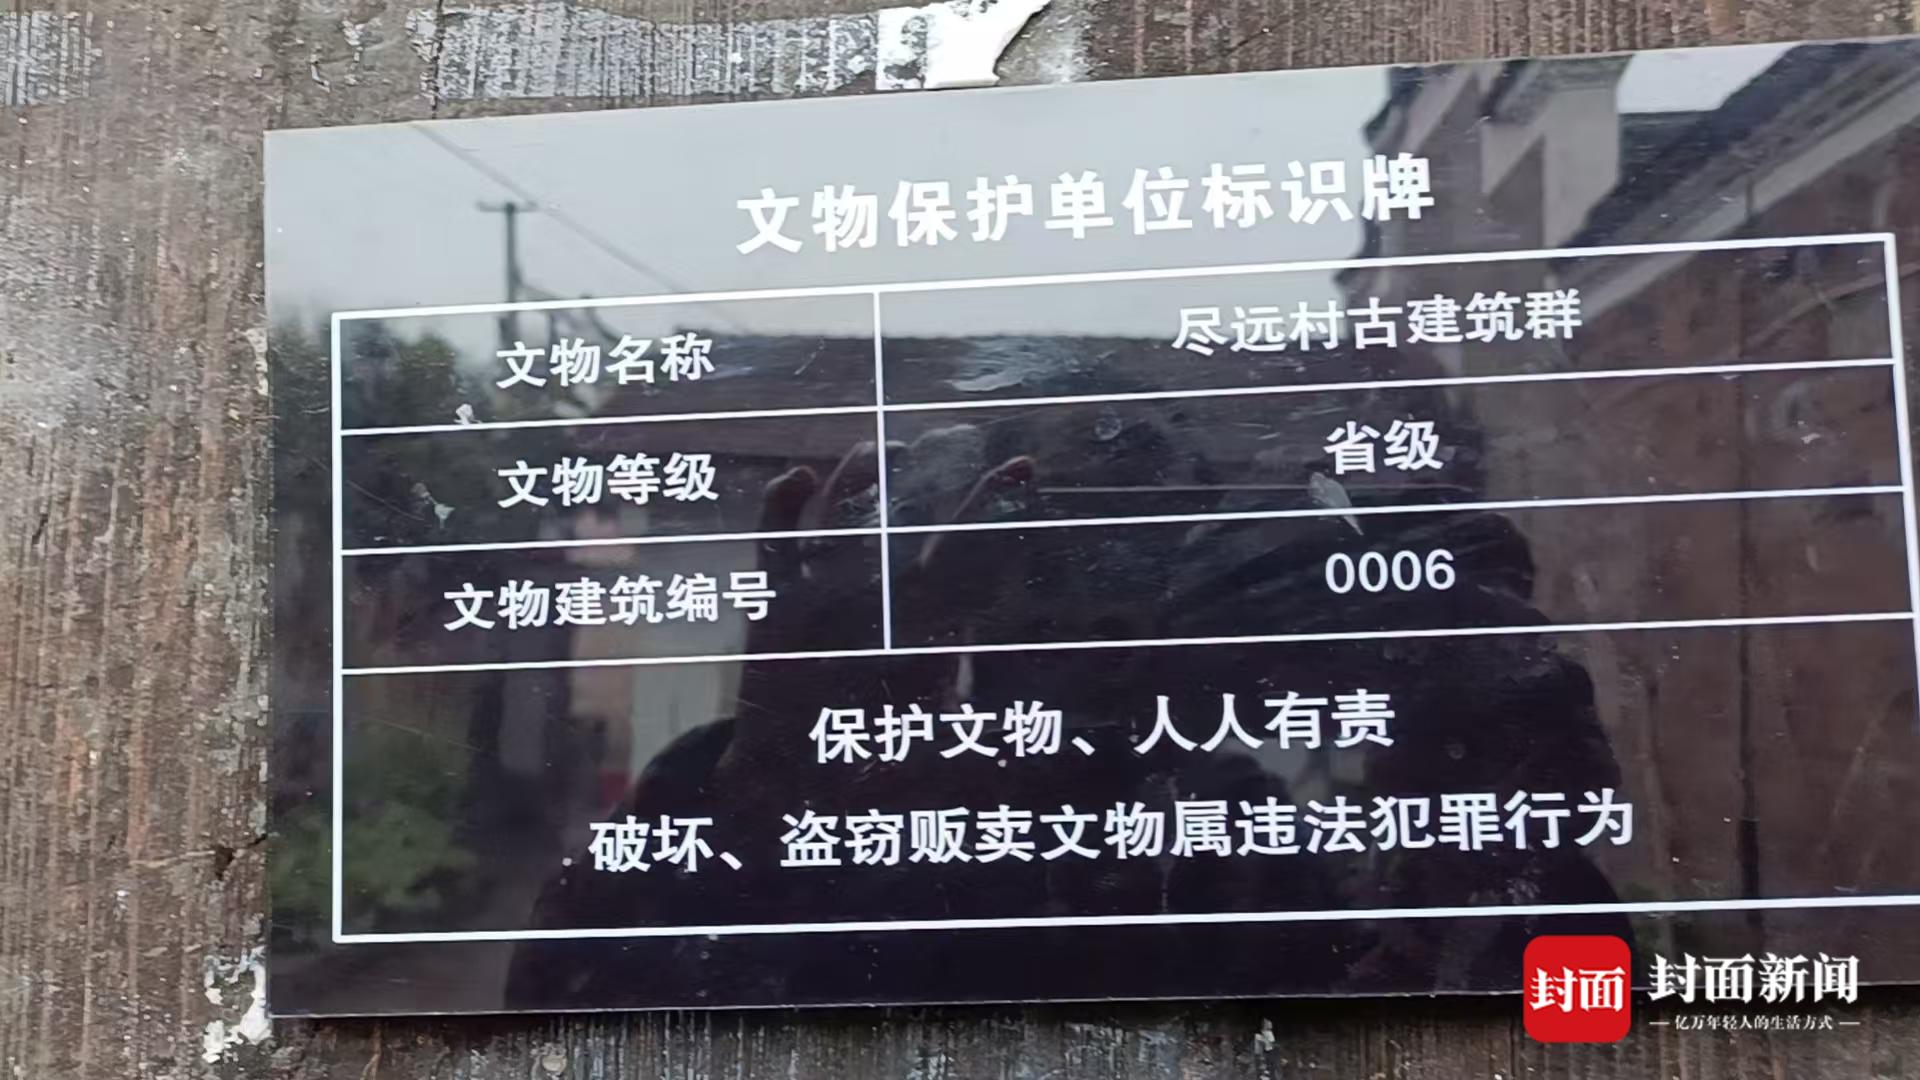 文物保护单位标识牌
文物名称 尽远村古建筑群
文物等级 省级
文物建筑编号 0006
保护文物、人人有责
破坏、盗窃贩卖文物属违法犯罪行为
封面 封面新闻
亿万年轻人的生活方式